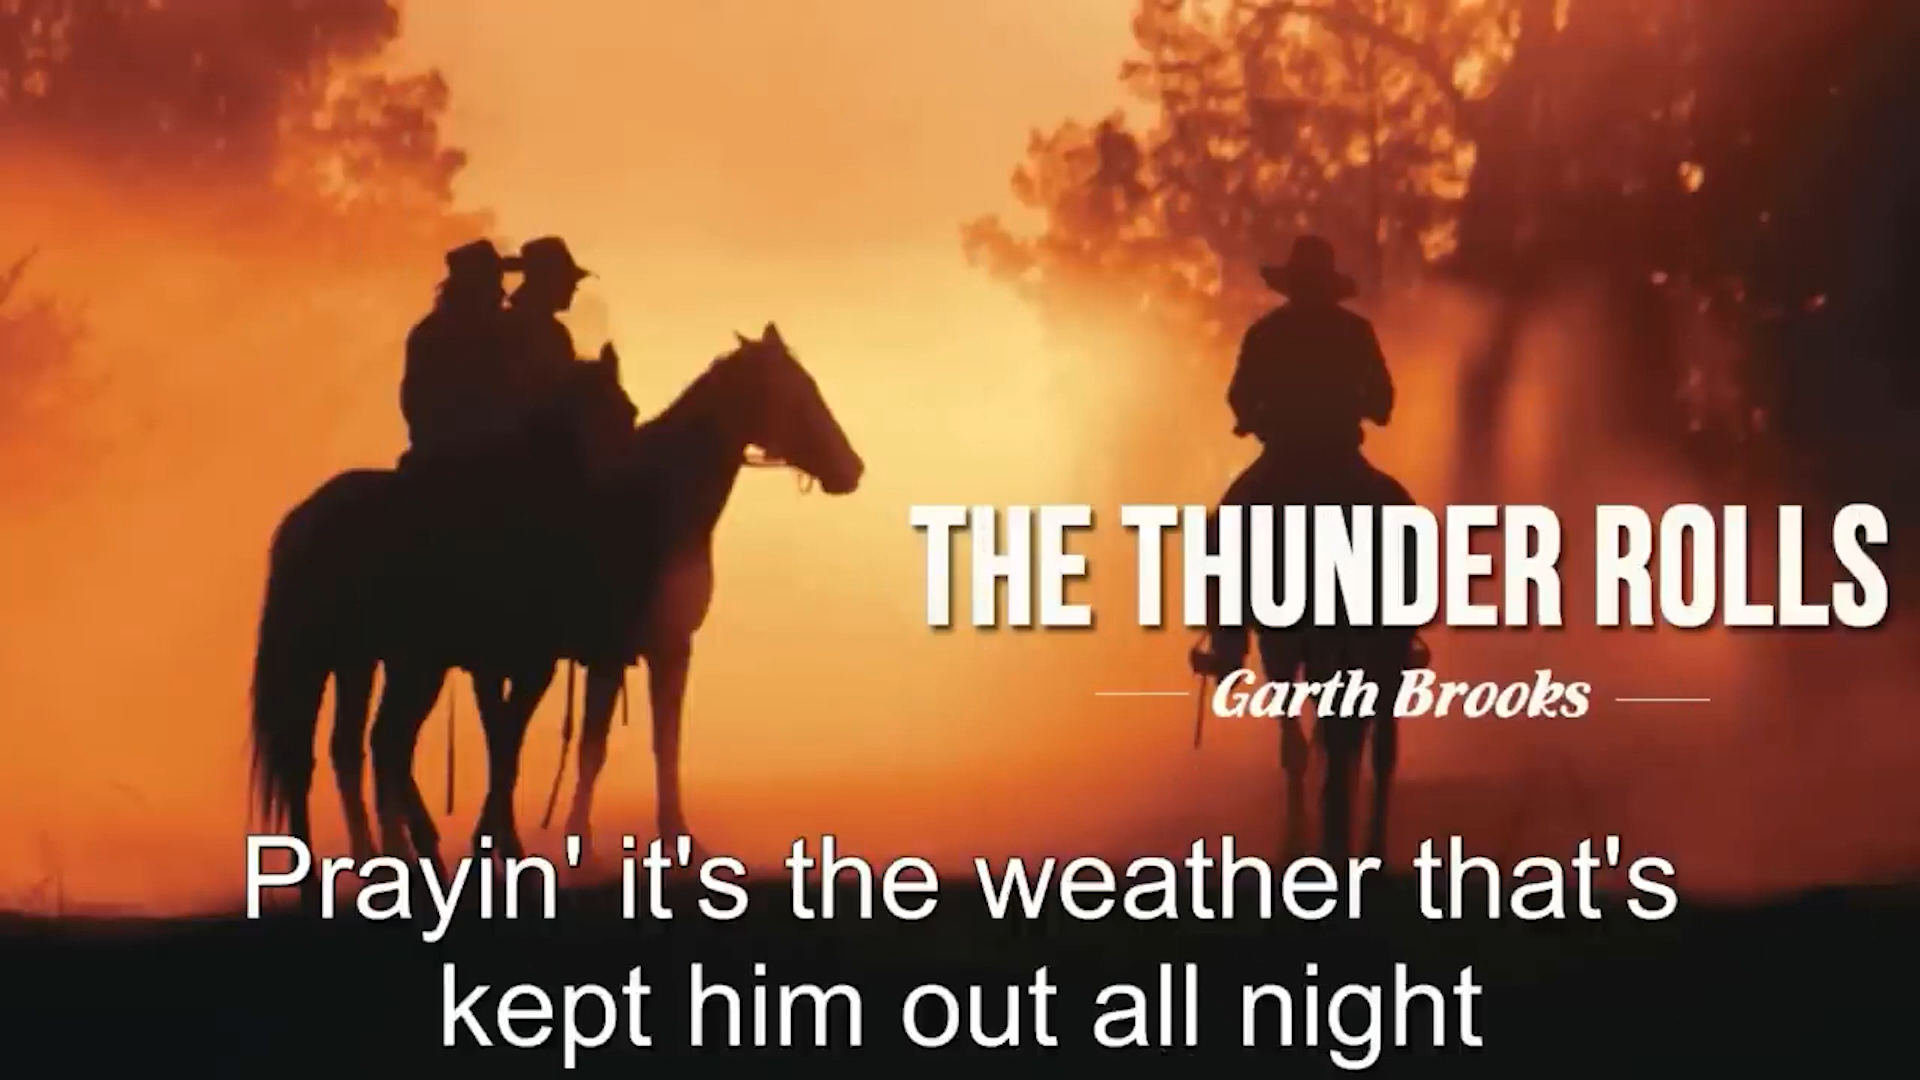 THE THUNDER ROLLS
Garth Brooks
Prayin' it's the weather that's
kept him out all night